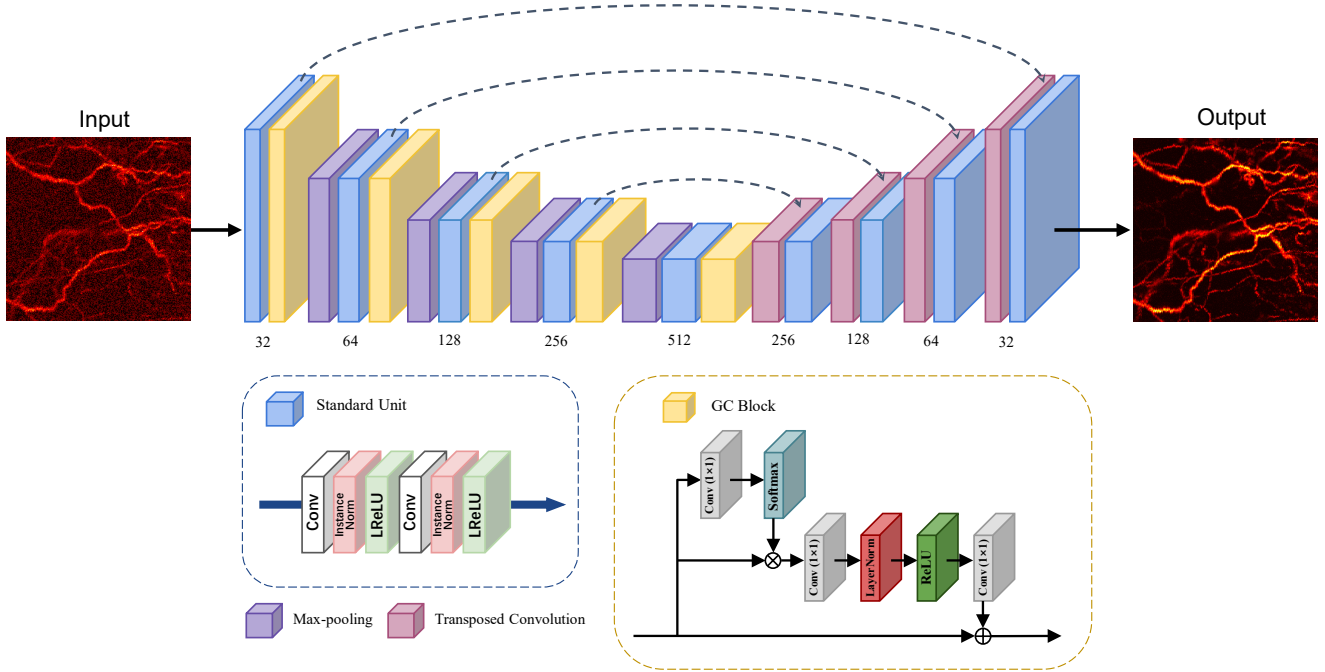 Input
Output
32
64
128
256
512
256
128
64
32
Standard Unit
Conv
Instance
Norm
LReLU
Conv
Instance
Norm
LReLU
Max-pooling
Transposed Convolution
GC Block
Conv (1×1)
Softmax
Conv (1×1)
LayerNorm
ReLU
Conv (1×1)